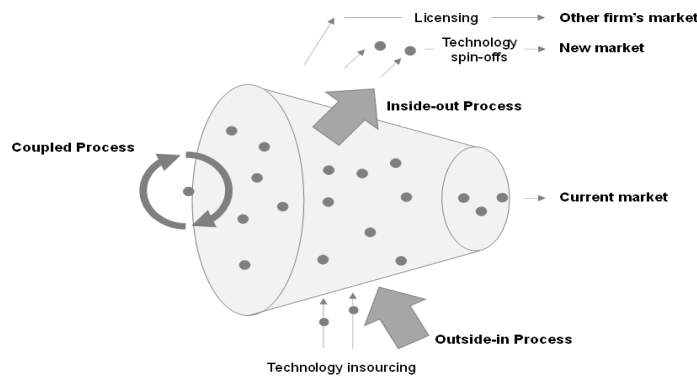 Licensing
Other firm's market
Technology
spin-offs
New market
Inside-out Process
Coupled Process
Current market
Outside-in Process
Technology insourcing